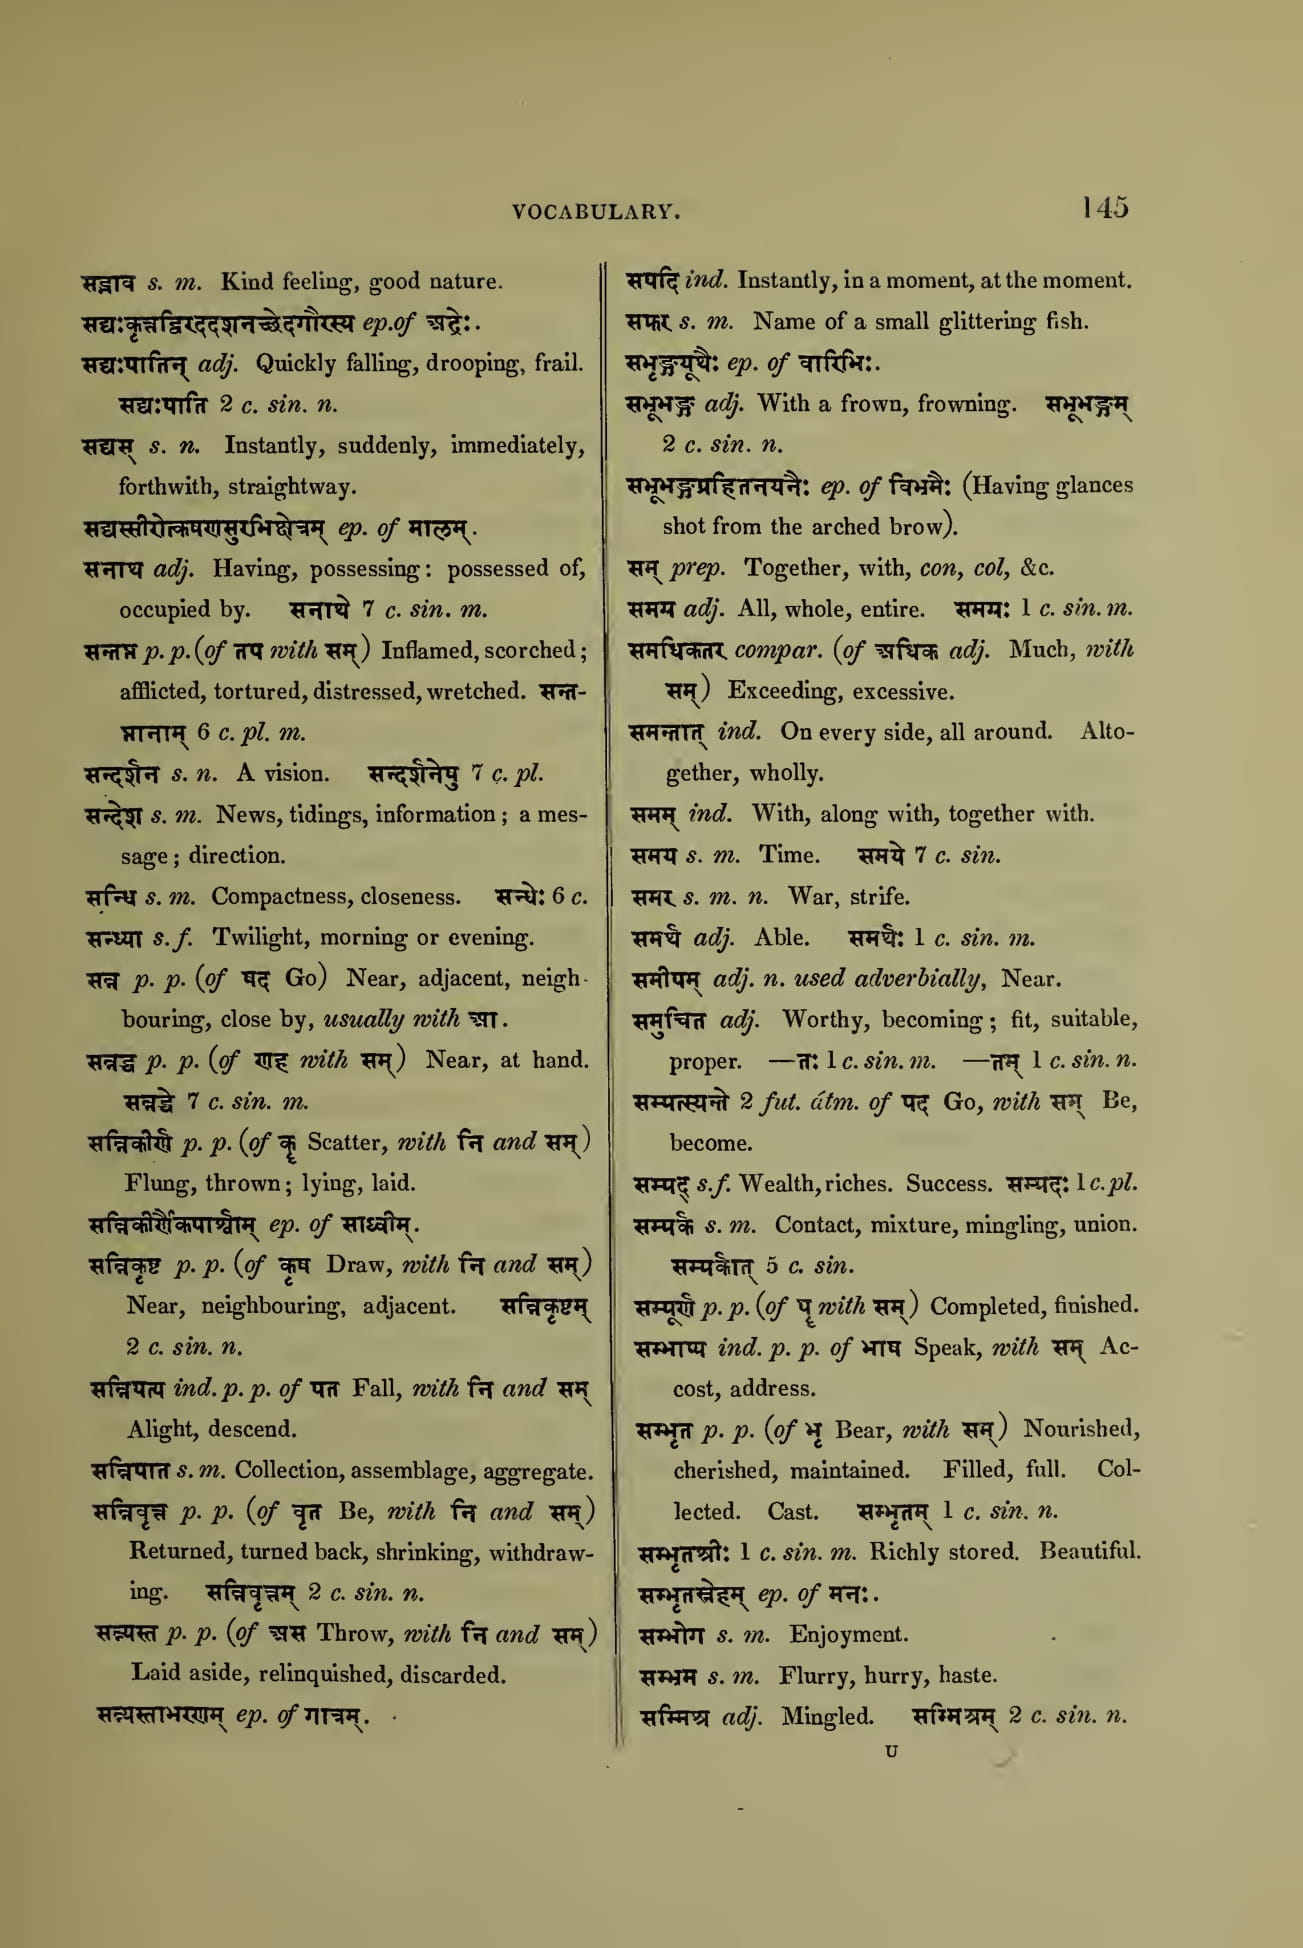 VOCABULARY.
145
सद्भाव s. m. Kind feeling, good nature.
सद्यःकृत्तद्विरददशनच्छेदगौरस्य ep. of अद्रेः.
सद्यःपातिन् adj. Quickly falling, drooping, frail.
सद्यःपाति 2 c. sin. n.
सद्यस् s. n. Instantly, suddenly, immediately,
forthwith, straightway.
सद्यस्सीरोत्कषणसुरभिक्षेत्रम् ep. of मालम्.
सनाथ adj. Having, possessing: possessed of,
occupied by. सनाथे 7 c. sin. m.
सन्तप्त p. p. (of तप with सम्) Inflamed, scorched;
afflicted, tortured, distressed, wretched. सन्त-
प्तानाम् 6 c. pl. m.
सन्दर्शन s. n. A vision. सन्दर्शनेषु 7 c. pl.
सन्देश s. m. News, tidings, information; a mes-
sage; direction.
सन्धि s. m. Compactness, closeness. सन्धेः 6 c.
सन्ध्या s. f. Twilight, morning or evening.
सन्न p. p. (of षद Go) Near, adjacent, neigh-
bouring, close by, usually with आ.
सन्नद्ध p. p. (of णह with सम्) Near, at hand.
सन्नद्धे 7 c. sin. m.
सन्निकीर्ण p. p. (of कॄ Scatter, with नि and सम्)
Flung, thrown; lying, laid.
सन्निकीर्णैकपार्श्वाम् ep. of साध्वीम्.
सन्निकृष्ट p. p. (of कृष Draw, with नि and सम्)
Near, neighbouring, adjacent. सन्निकृष्टम्
2 c. sin. n.
सन्निपत्य ind. p. p. of पत Fall, with नि and सम्
Alight, descend.
सन्निपात s. m. Collection, assemblage, aggregate.
सन्निवृत्त p. p. (of वृत Be, with नि and सम्)
Returned, turned back, shrinking, withdraw-
ing. सन्निवृत्तम् 2 c. sin. n.
सन्न्यस्त p. p. (of अस Throw, with नि and सम्)
Laid aside, relinquished, discarded.
सन्न्यस्ताभरणम् ep. of गात्रम्.
सपदि ind. Instantly, in a moment, at the moment.
सफर s. m. Name of a small glittering fish.
सभृङ्गयूथैः ep. of वारिभिः.
सभ्रूभङ्ग adj. With a frown, frowning. सभ्रूभङ्गम्
2 c. sin. n.
सभ्रूभङ्गप्रहितनयनैः ep. of विभ्रमैः (Having glances
shot from the arched brow).
सन् prep. Together, with, con, col, &c.
समय adj. All, whole, entire. समयः 1 c. sin. m.
समधिकतर compar. (of अधिक adj. Much, with
सम्) Exceeding, excessive.
समन्तात् ind. On every side, all around. Alto-
gether, wholly.
समम् ind. With, along with, together with.
समय s. m. Time. समये 7 c. sin.
समर s. m. n. War, strife.
समर्थ adj. Able. समर्थः 1 c. sin. m.
समीपम् adj. n. used adverbially, Near.
समुचित adj. Worthy, becoming; fit, suitable,
proper. —तः 1 c. sin. m. —तम् 1 c. sin. n.
सम्पत्स्यन्ते 2 fut. átm. of पद Go, with सम् Be,
become.
सम्पद् s. f. Wealth, riches. Success. सम्पदः 1 c. pl.
सम्पर्क s. m. Contact, mixture, mingling, union.
सम्पर्कात् 5 c. sin.
सम्पूर्ण p. p. (of पॄ with सम्) Completed, finished.
सम्भाष्य ind. p. p. of भाष Speak, with सम् Ac-
cost, address.
सम्भृत p. p. (of भृ Bear, with सम्) Nourished,
cherished, maintained. Filled, full. Col-
lected. Cast. सम्भृतम् 1 c. sin. n.
सम्भृतश्रीः 1 c. sin. m. Richly stored. Beautiful.
सम्भृतस्नेहम् ep. of मनः.
सम्भोग s. m. Enjoyment.
सम्भ्रम s. m. Flurry, hurry, haste.
सम्मिश्र adj. Mingled. सम्मिश्रम् 2 c. sin. n.
U